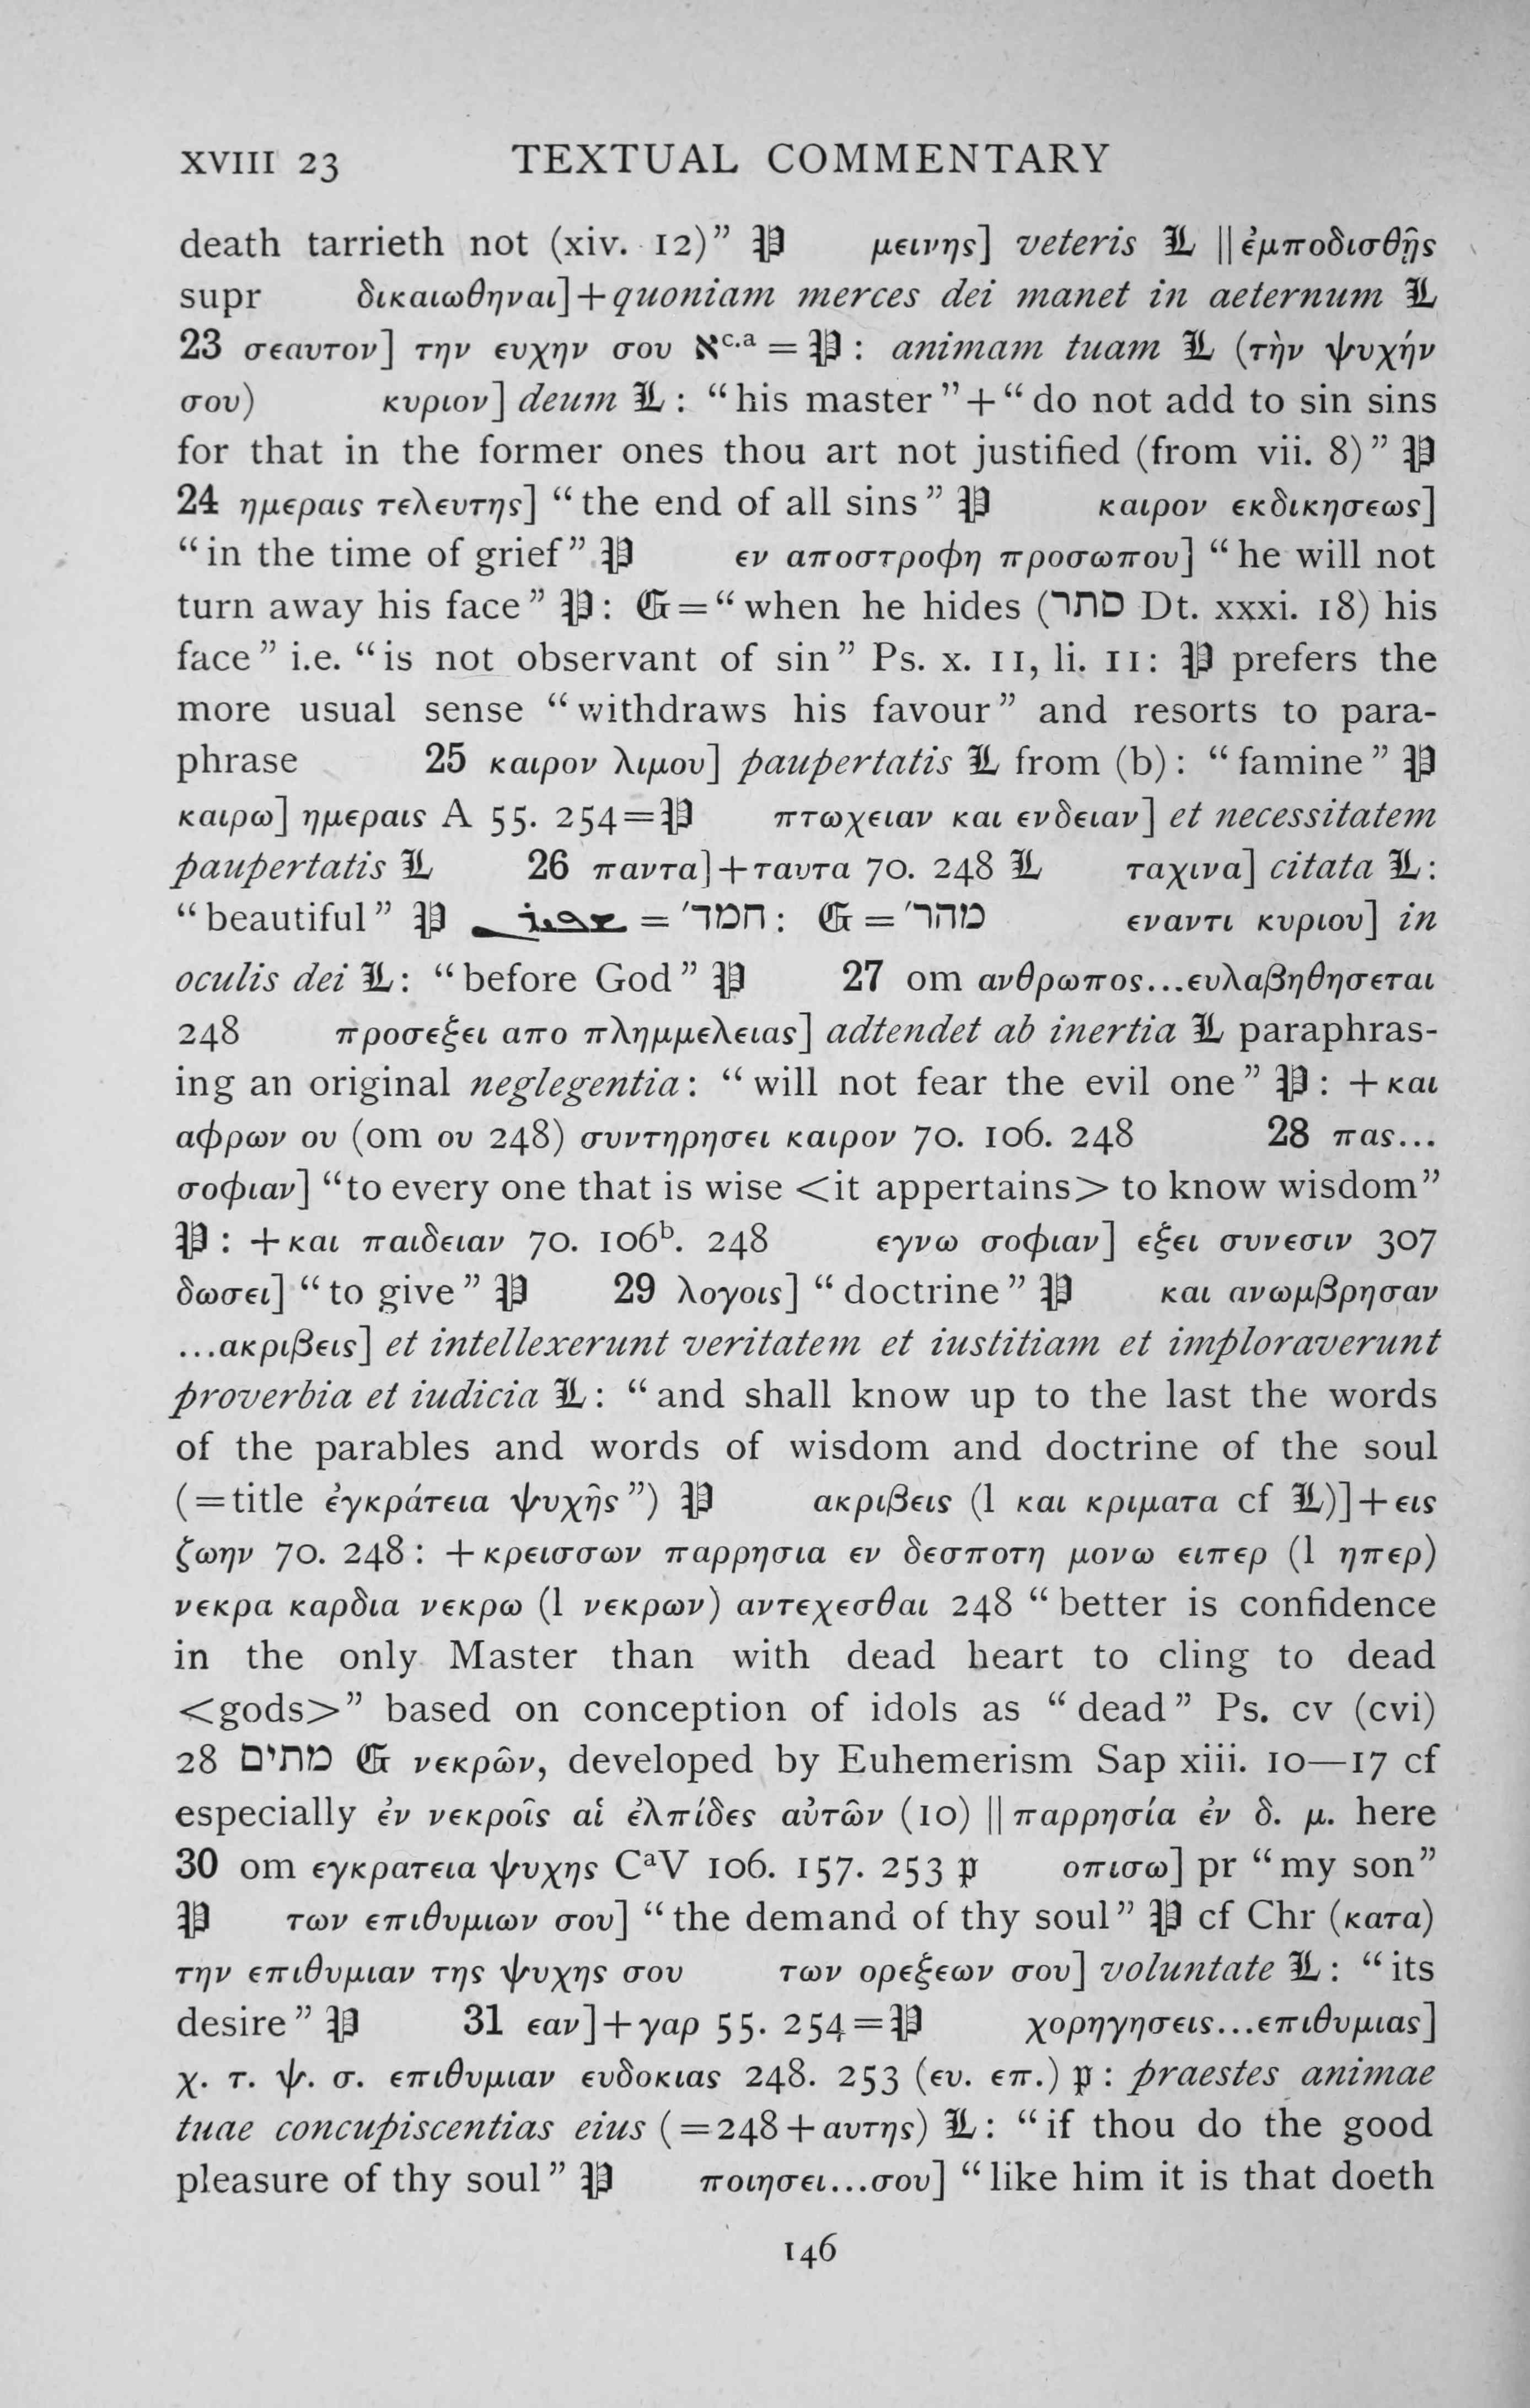 XVIII 23 TEXTUAL COMMENTARY
death tarrieth not (xiv. 12)” 𝔓 μεινης] veteris 𝕃 || ἐμποδισθῇς
supr δικαιωθηναι]+quoniam merces dei manet in aeternum 𝕃
23 σεαυτον] την ευχην σου ℵc.a = 𝔓 : animam tuam 𝕃 (τὴν ψυχήν
σου) κυριον] deum 𝕃 : “his master”+“do not add to sin sins
for that in the former ones thou art not justified (from vii. 8)” 𝔓
24 ημεραις τελευτης] “the end of all sins” 𝔓 καιρον εκδικησεως]
“in the time of grief” 𝔓 εν αποστροφη προσωπου] “he will not
turn away his face” 𝔓: 𝔊=“when he hides (סתר Dt. xxxi. 18) his
face” i.e. “is not observant of sin” Ps. x. 11, li. 11: 𝔓 prefers the
more usual sense “withdraws his favour” and resorts to para-
phrase 25 καιρον λιμου] paupertatis 𝕃 from (b): “famine” 𝔓
καιρω] ημεραις A 55. 254=𝔓 πτωχειαν και ενδειαν] et necessitatem
paupertatis 𝕃 26 παντα]+ταυτα 70. 248 𝕃 ταχινα] citata 𝕃:
“beautiful” 𝔓 = חמד׳: 𝔊 = מהר׳ εναντι κυριου] in
oculis dei 𝕃: “before God” 𝔓 27 om ανθρωπος...ευλαβηθησεται
248 προσεξει απο πλημμελειας] adtendet ab inertia 𝕃 paraphras-
ing an original neglegentia: “will not fear the evil one” 𝔓: +και
αφρων ου (om ου 248) συντηρησει καιρον 70. 106. 248 28 πας...
σοφιαν] “to every one that is wise <it appertains> to know wisdom”
𝔓: +και παιδειαν 70. 106b. 248 εγνω σοφιαν] εξει συνεσιν 307
δωσει] “to give” 𝔓 29 λογοις] “doctrine” 𝔓 και ανωμβρησαν
...ακριβεις] et intellexerunt veritatem et iustitiam et imploraverunt
proverbia et iudicia 𝕃: “and shall know up to the last the words
of the parables and words of wisdom and doctrine of the soul
(=title ἐγκράτεια ψυχῆς”) 𝔓 ακριβεις (l και κριματα cf 𝕃)]+εις
ζωην 70. 248: +κρεισσων παρρησια εν δεσποτη μονω ειπερ (l ηπερ)
νεκρα καρδια νεκρω (l νεκρων) αντεχεσθαι 248 “better is confidence
in the only Master than with dead heart to cling to dead
<gods>” based on conception of idols as “dead” Ps. cv (cvi)
28 מתים 𝔊 νεκρῶν, developed by Euhemerism Sap xiii. 10—17 cf
especially ἐν νεκροῖς αἱ ἐλπίδες αὐτῶν (10) || παρρησία ἐν δ. μ. here
30 om εγκρατεια ψυχης CaV 106. 157. 253 𝔭 οπισω] pr “my son”
𝔓 των επιθυμιων σου] “the demand of thy soul” 𝔓 cf Chr (κατα)
την επιθυμιαν της ψυχης σου των ορεξεων σου] voluntate 𝕃: “its
desire” 𝔓 31 εαν]+γαρ 55. 254=𝔓 χορηγησεις...επιθυμιας]
χ. τ. ψ. σ. επιθυμιαν ευδοκιας 248. 253 (ευ. επ.) 𝔭: praestes animae
tuae concupiscentias eius (=248+αυτης) 𝕃: “if thou do the good
pleasure of thy soul” 𝔓 ποιησει...σου] “like him it is that doeth
146